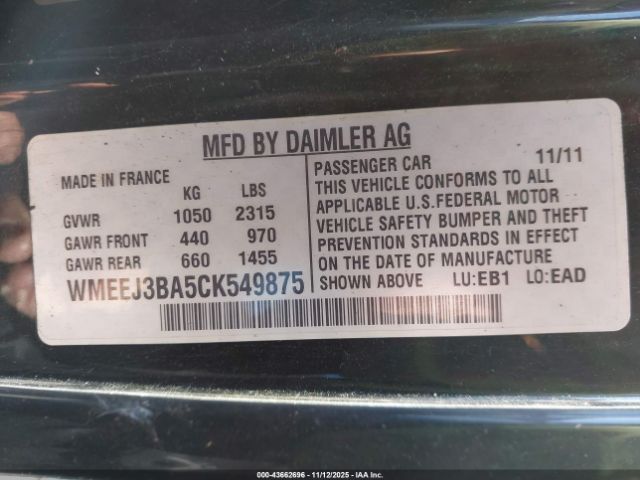 MFD BY DAIMLER AG
MADE IN FRANCE
KG LBS
GVWR 1050 2315
GAWR FRONT 440 970
GAWR REAR 660 1455
WMEEJ3BA5CK549875
PASSENGER CAR 11/11
THIS VEHICLE CONFORMS TO ALL
APPLICABLE U.S.FEDERAL MOTOR
VEHICLE SAFETY BUMPER AND THEFT
PREVENTION STANDARDS IN EFFECT
ON THE DATE OF MANUFACTURE
SHOWN ABOVE LU:EB1 LO:EAD
000-43662696 - 11/12/2025 - IAA, Inc.